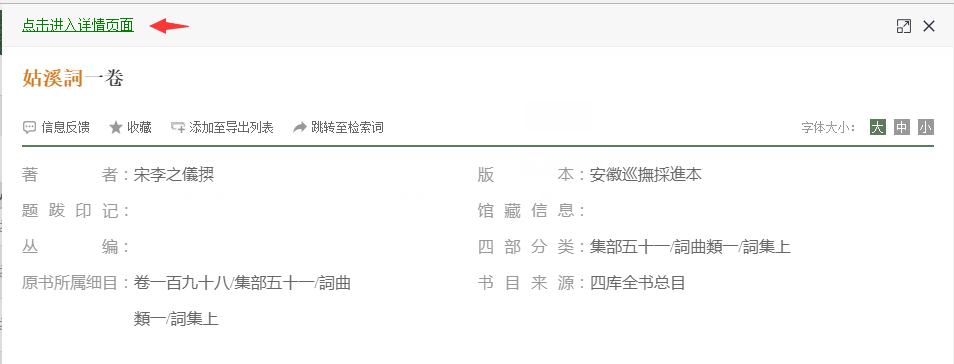 点击进入详情页面
姑溪詞一卷
信息反馈 收藏 添加至导出列表 跳转至检索词 字体大小： 大 中 小
著者：宋李之儀撰 版本：安徽巡撫採進本
题跋印记： 馆藏信息：
丛编： 四部分类：集部五十一/詞曲類一/詞集上
原书所属细目：卷一百九十八/集部五十一/詞曲 书目来源：四库全书总目
類一/詞集上